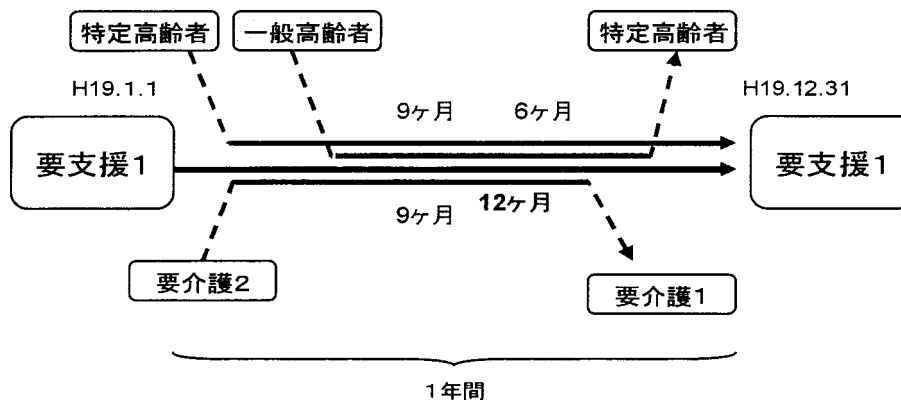 特定高齢者
一般高齢者
特定高齢者
H19.1.1
H19.12.31
9ヶ月
6ヶ月
要支援1
要支援1
12ヶ月
9ヶ月
要介護2
要介護1
1年間